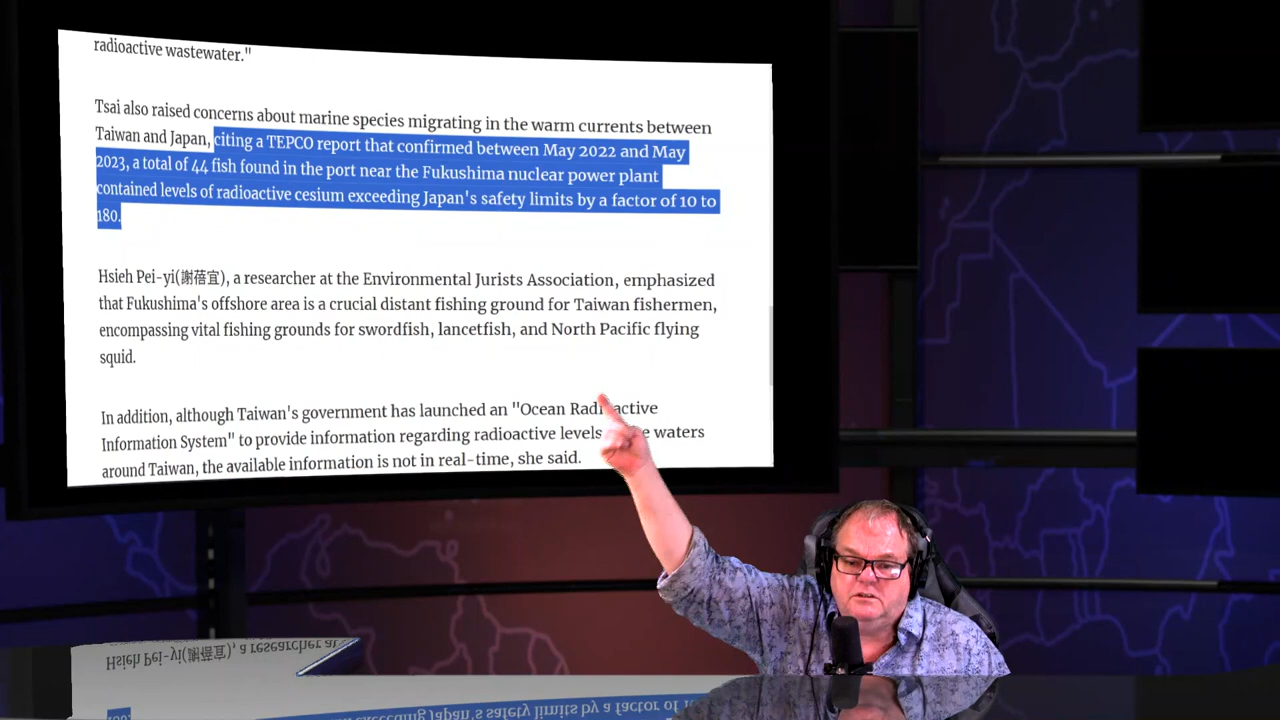 radioactive wastewater."
Tsai also raised concerns about marine species migrating in the warm currents between
Taiwan and Japan, citing a TEPCO report that confirmed between May 2022 and May
2023, a total of 44 fish found in the port near the Fukushima nuclear power plant
contained levels of radioactive cesium exceeding Japan's safety limits by a factor of 10 to
180.
Hsieh Pei-yi(謝蓓宜), a researcher at the Environmental Jurists Association, emphasized
that Fukushima's offshore area is a crucial distant fishing ground for Taiwan fishermen,
encompassing vital fishing grounds for swordfish, lancetfish, and North Pacific flying
squid.
In addition, although Taiwan's government has launched an "Ocean Radioactive
Information System" to provide information regarding radioactive levels waters
around Taiwan, the available information is not in real-time, she said.